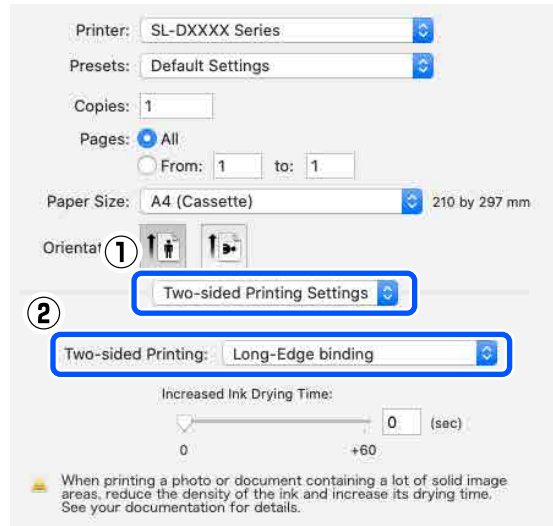 Printer: SL-DXXXX Series
Presets: Default Settings
Copies: 1
Pages: All
From: 1 to: 1
Paper Size: A4 (Cassette) 210 by 297 mm
Orientat
①
Two-sided Printing Settings
②
Two-sided Printing: Long-Edge binding
Increased Ink Drying Time:
0 (sec)
0 +60
When printing a photo or document containing a lot of solid image
areas, reduce the density of the ink and increase its drying time.
See your documentation for details.